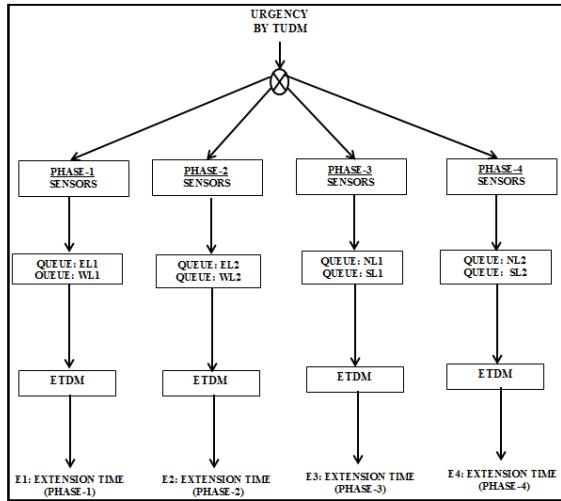 URGENCY
BY TUDM
PHASE-1
SENSORS
PHASE-2
SENSORS
PHASE-3
SENSORS
PHASE-4
SENSORS
QUEUE: EL1
QUEUE: WL1
QUEUE: EL2
QUEUE: WL2
QUEUE: NL1
QUEUE: SL1
QUEUE: NL2
QUEUE: SL2
ETDM
ETDM
ETDM
ETDM
E1: EXTENSION TIME
(PHASE-1)
E2: EXTENSION TIME
(PHASE-2)
E3: EXTENSION TIME
(PHASE-3)
E4: EXTENSION TIME
(PHASE-4)